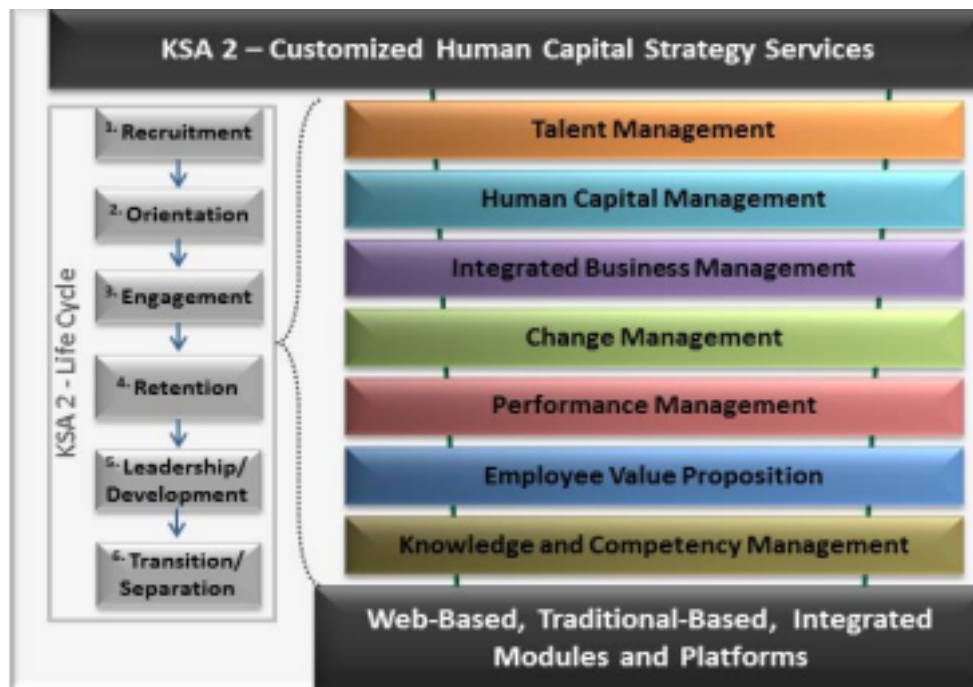 KSA 2 – Customized Human Capital Strategy Services
KSA 2 - Life Cycle
1. Recruitment
2. Orientation
3. Engagement
4. Retention
5. Leadership/
Development
6. Transition/
Separation
Talent Management
Human Capital Management
Integrated Business Management
Change Management
Performance Management
Employee Value Proposition
Knowledge and Competency Management
Web-Based, Traditional-Based, Integrated
Modules and Platforms